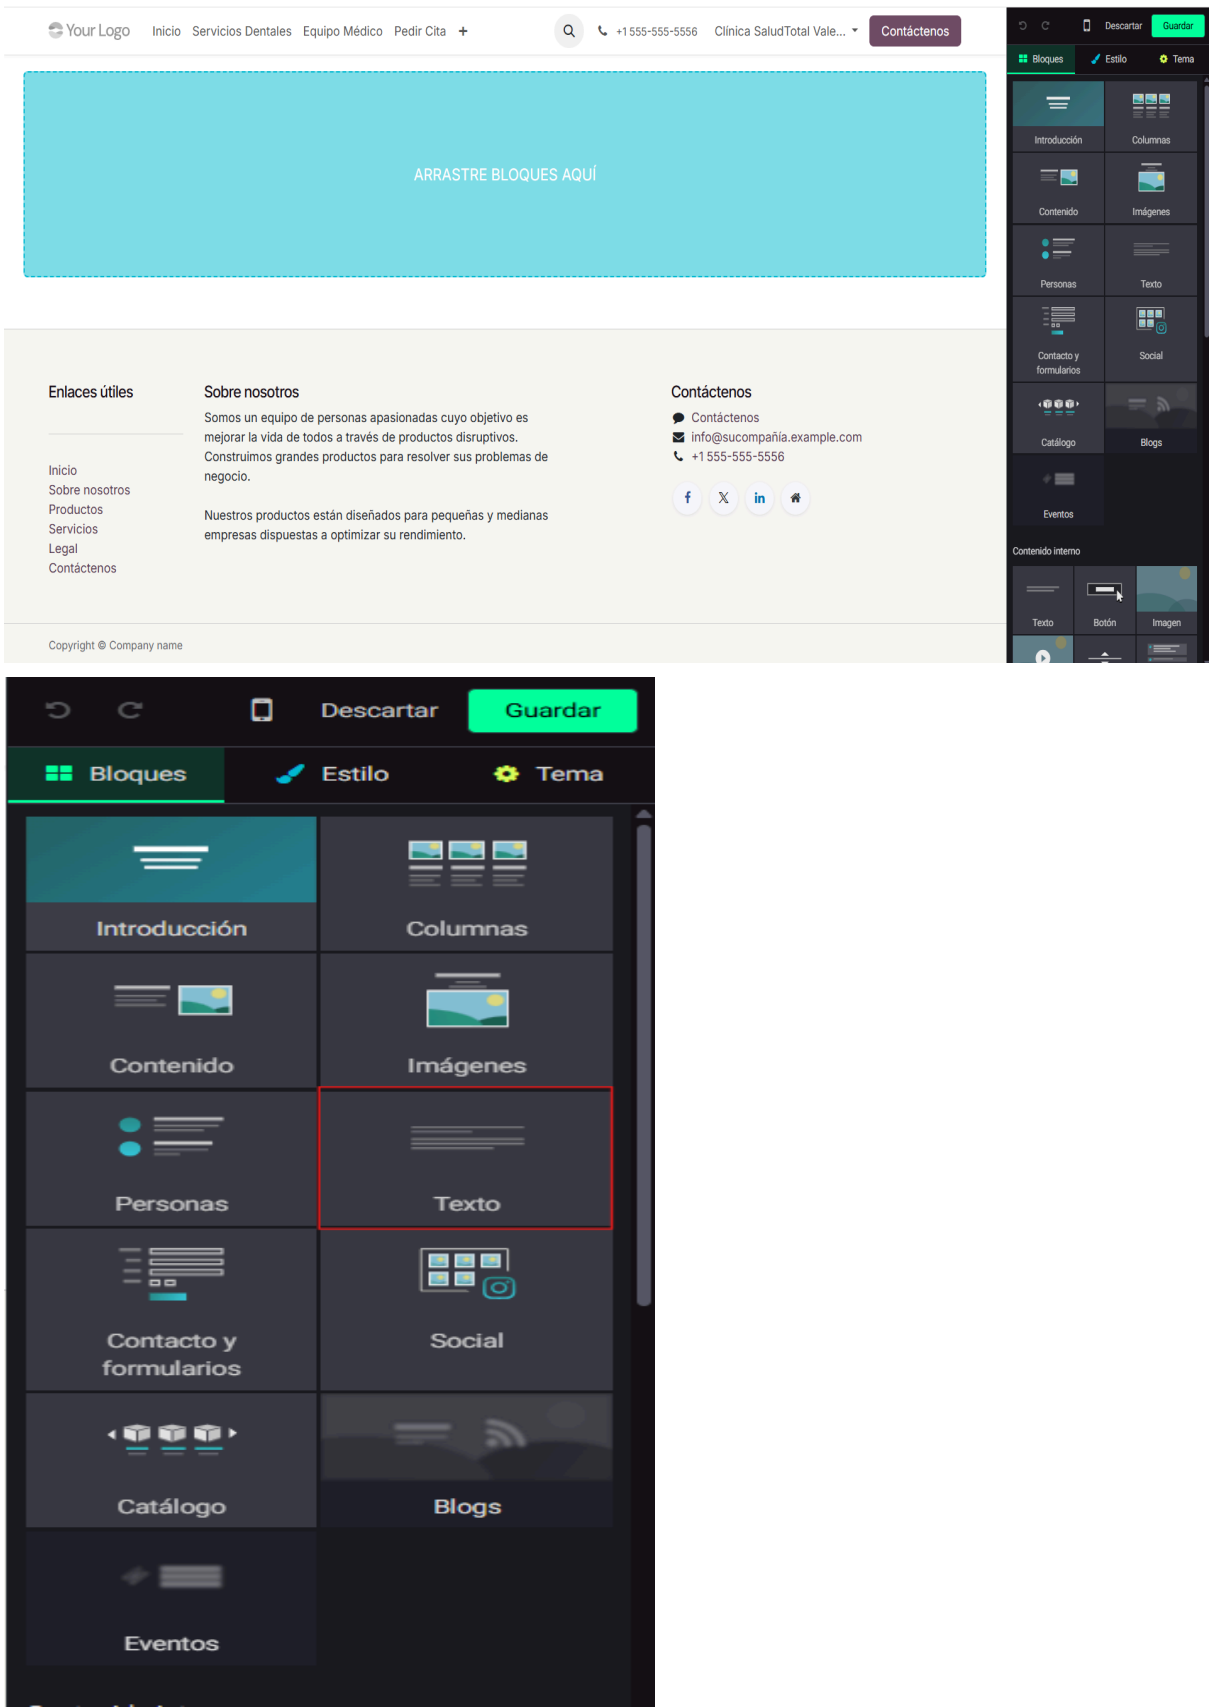 Your Logo Inicio Servicios Dentales Equipo Médico Pedir Cita + +1 555-555-5556 Clínica SaludTotal Vale... Contáctenos
Descartar Guardar
Bloques Estilo Tema
ARRASTRE BLOQUES AQUÍ
Introducción Columnas
Contenido Imágenes
Personas Texto
Contacto y formularios Social
Catálogo Blogs
Eventos
Contenido interno
Texto Botón Imagen
Enlaces útiles
Inicio
Sobre nosotros
Productos
Servicios
Legal
Contáctenos
Sobre nosotros
Somos un equipo de personas apasionadas cuyo objetivo es
mejorar la vida de todos a través de productos disruptivos.
Construimos grandes productos para resolver sus problemas de
negocio.
Nuestros productos están diseñados para pequeñas y medianas
empresas dispuestas a optimizar su rendimiento.
Contáctenos
Contáctenos
info@sucompañía.example.com
+1 555-555-5556
Copyright © Company name
Descartar Guardar
Bloques Estilo Tema
Introducción Columnas
Contenido Imágenes
Personas Texto
Contacto y
formularios
Social
Catálogo Blogs
Eventos